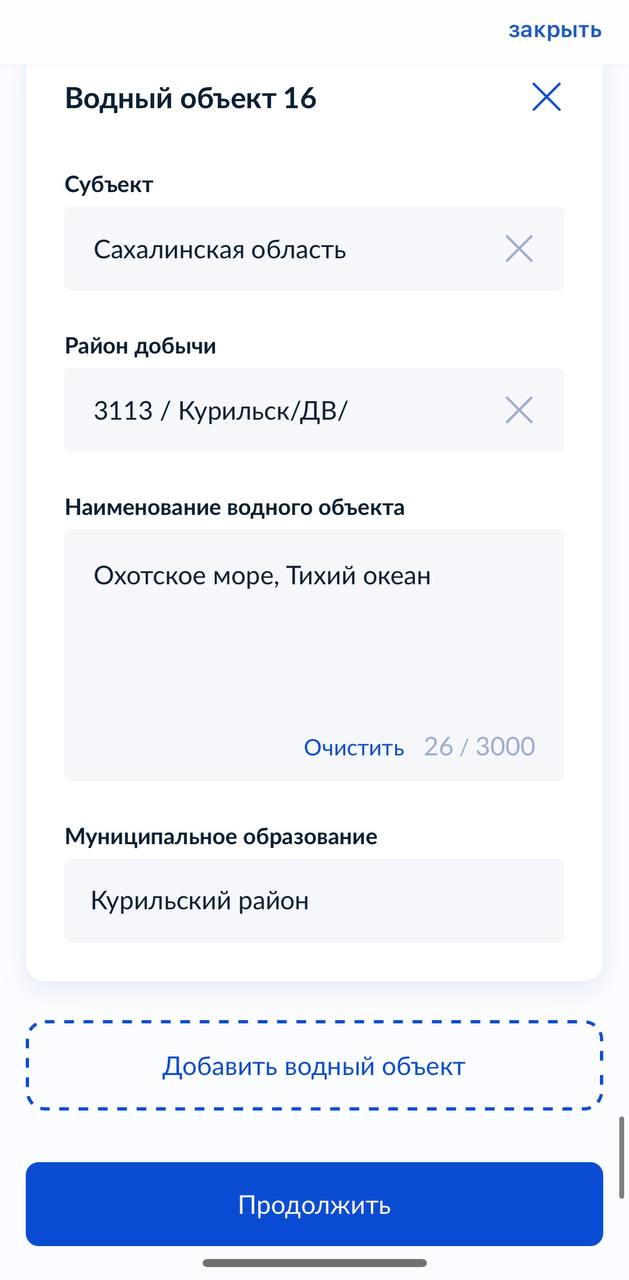 закрыть
Водный объект 16
Субъект
Сахалинская область
Район добычи
3113 / Курильск/ДВ/
Наименование водного объекта
Охотское море, Тихий океан
Очистить 26 / 3000
Муниципальное образование
Курильский район
Добавить водный объект
Продолжить